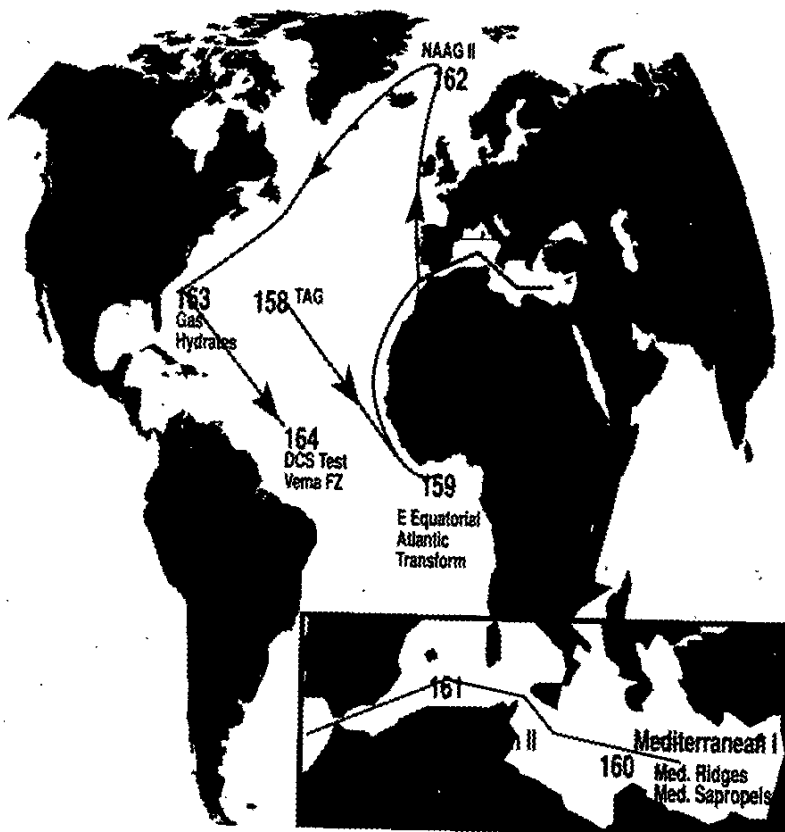 NAAG II
162
163
Gas
Hydrates
158 TAG
164
DCS Test
Vema FZ
159
E Equatorial
Atlantic
Transform
161
II
Mediterranean I
160
Med. Ridges
Med. Sapropels